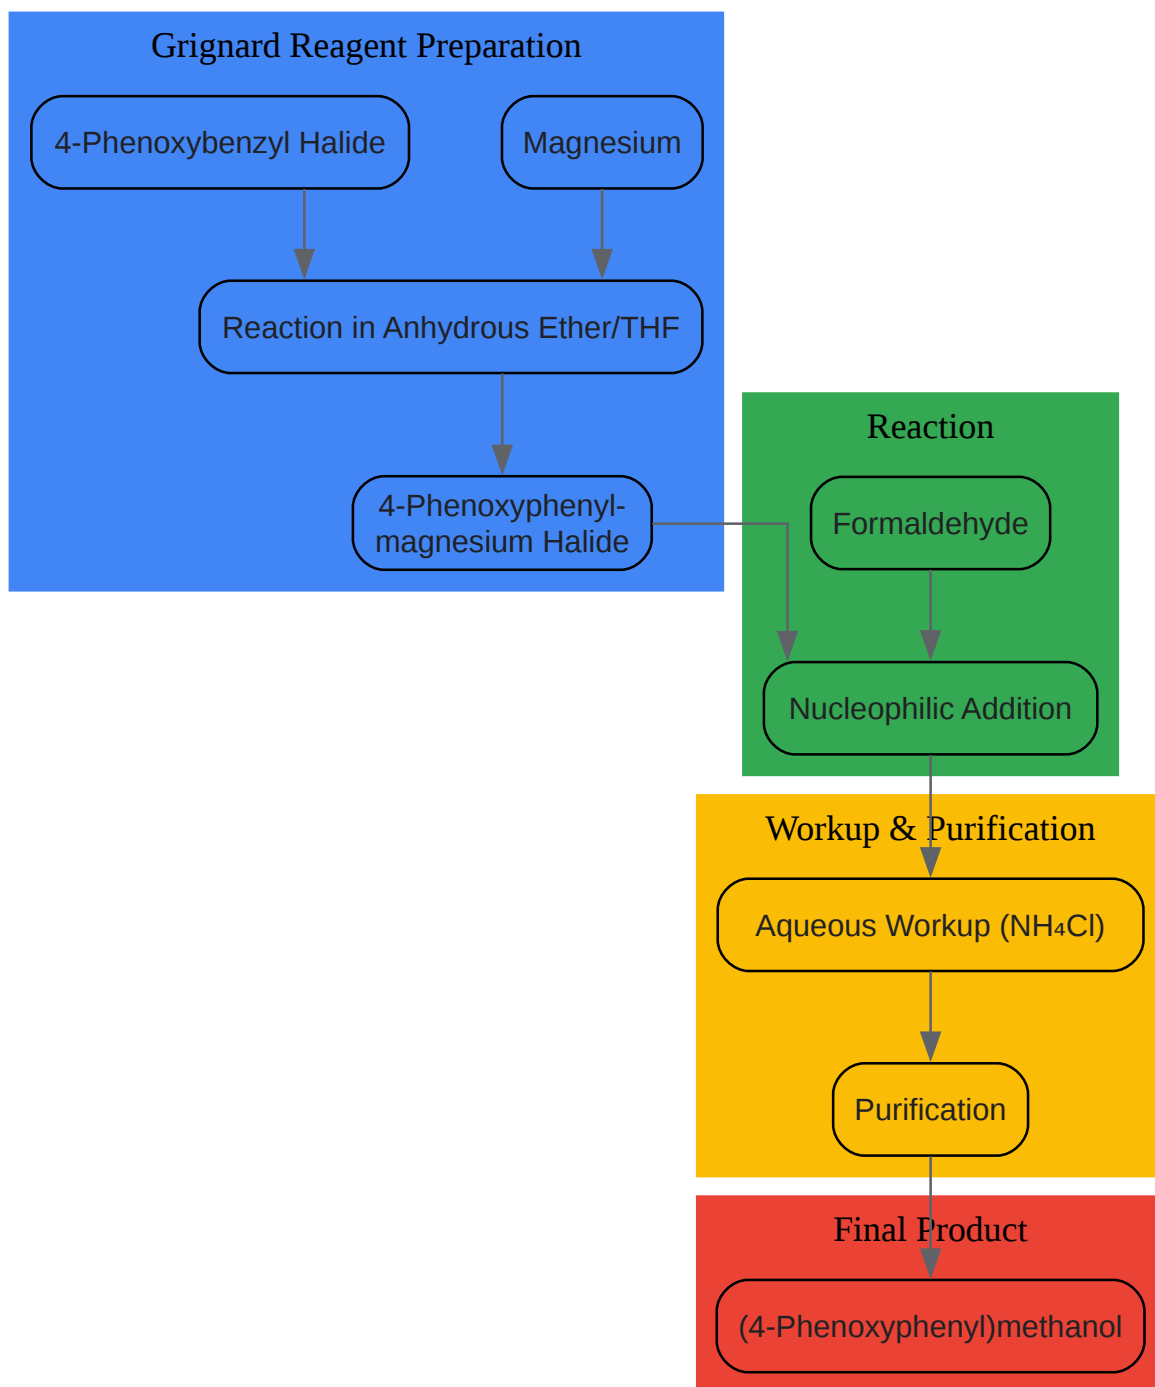 Grignard Reagent Preparation
4-Phenoxybenzyl Halide
Magnesium
Reaction in Anhydrous Ether/THF
4-Phenoxyphenyl-
magnesium Halide
Reaction
Formaldehyde
Nucleophilic Addition
Workup & Purification
Aqueous Workup (NH₄Cl)
Purification
Final Product
(4-Phenoxyphenyl)methanol